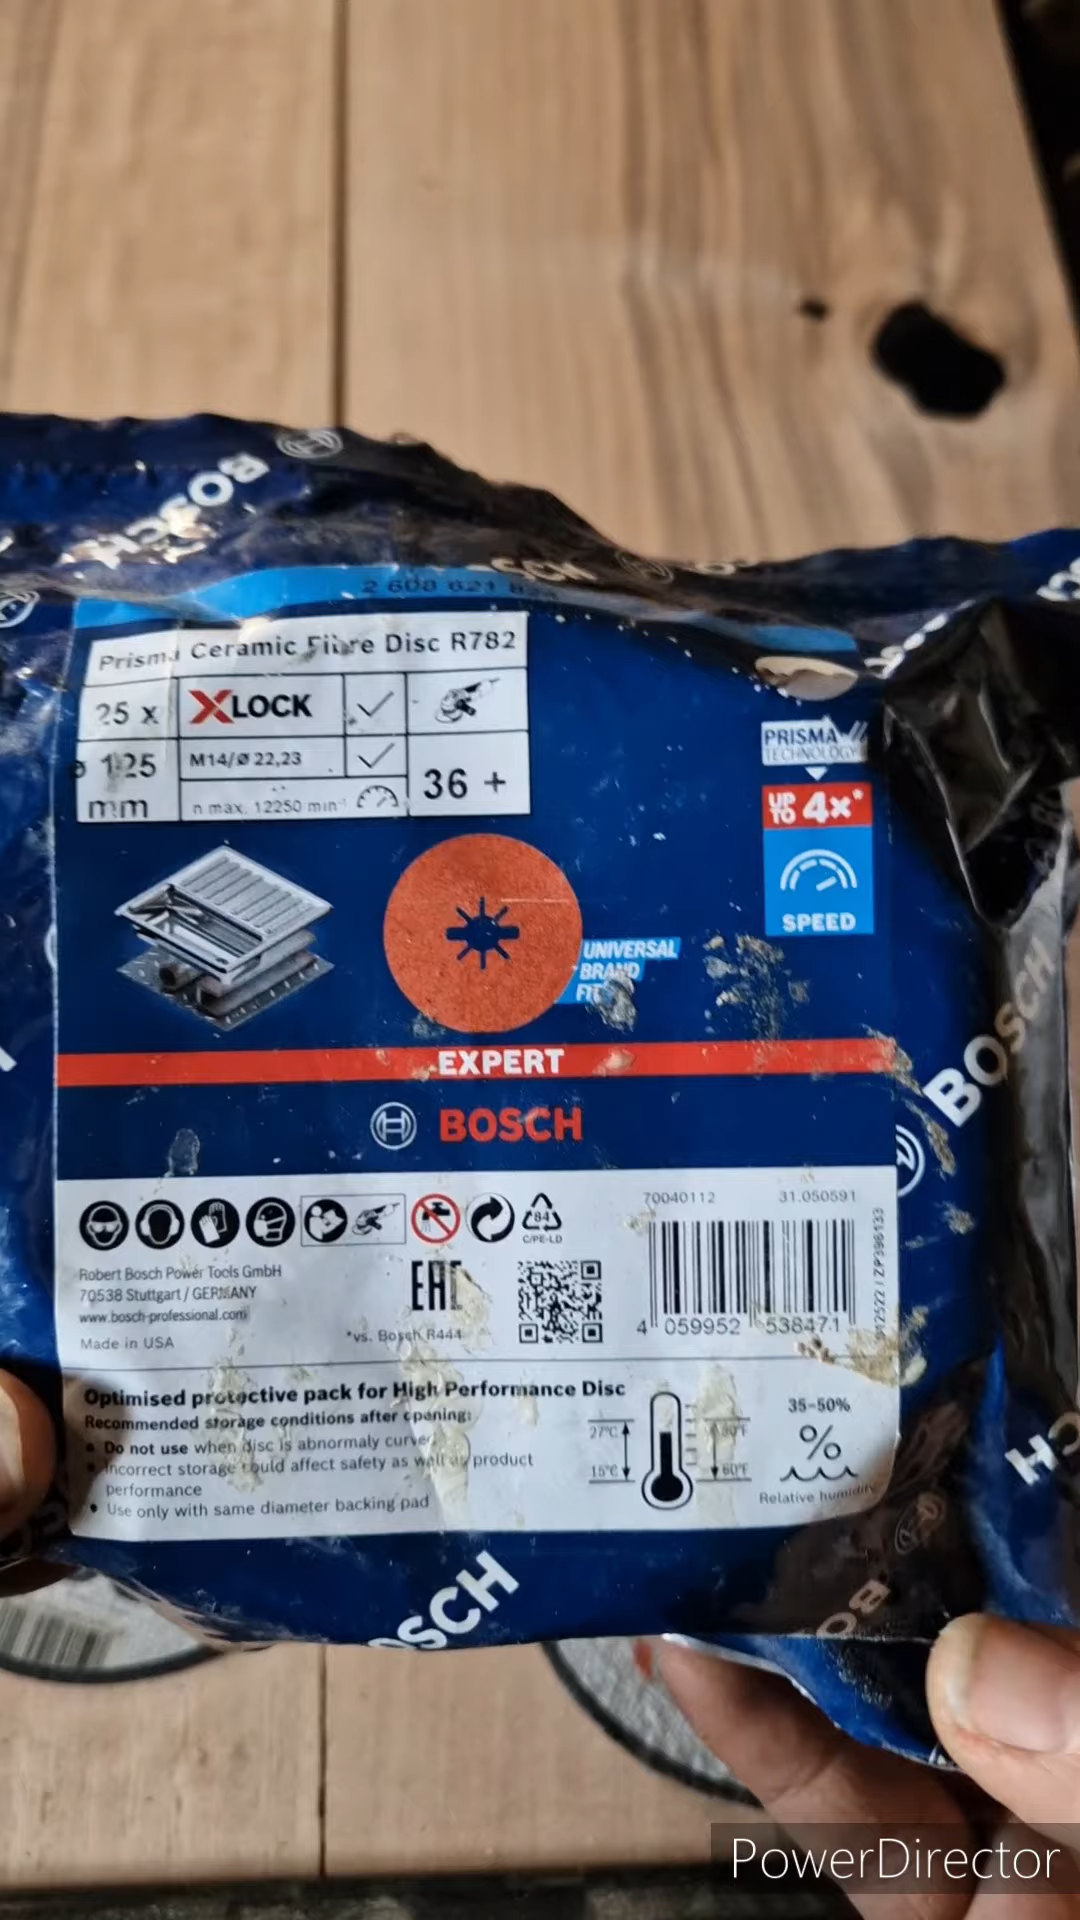 BOSCH
2 608 621
Prisma Ceramic Fibre Disc R782
25 x
X LOCK
ø 125
mm
M14/ø 22,23
n max. 12250 min⁻¹
36 +
PRISMA
TECHNOLOGY
UP TO 4x*
SPEED
UNIVERSAL
BRAND
FIT
EXPERT
BOSCH
BOSCH
70040112
31.050591
84
C/PE-LD
Robert Bosch Power Tools GmbH
70538 Stuttgart / GERMANY
www.bosch-professional.com
Made in USA
EAC
*vs. Bosch R444
4 059952 538471
Optimised protective pack for High Performance Disc
Recommended storage conditions after opening:
• Do not use when disc is abnormaly curved
• Incorrect storage could affect safety as well as product
performance
• Use only with same diameter backing pad
27°C
15°C
80°F
60°F
35-50%
%
Relative humidity
BOSCH
PowerDirector